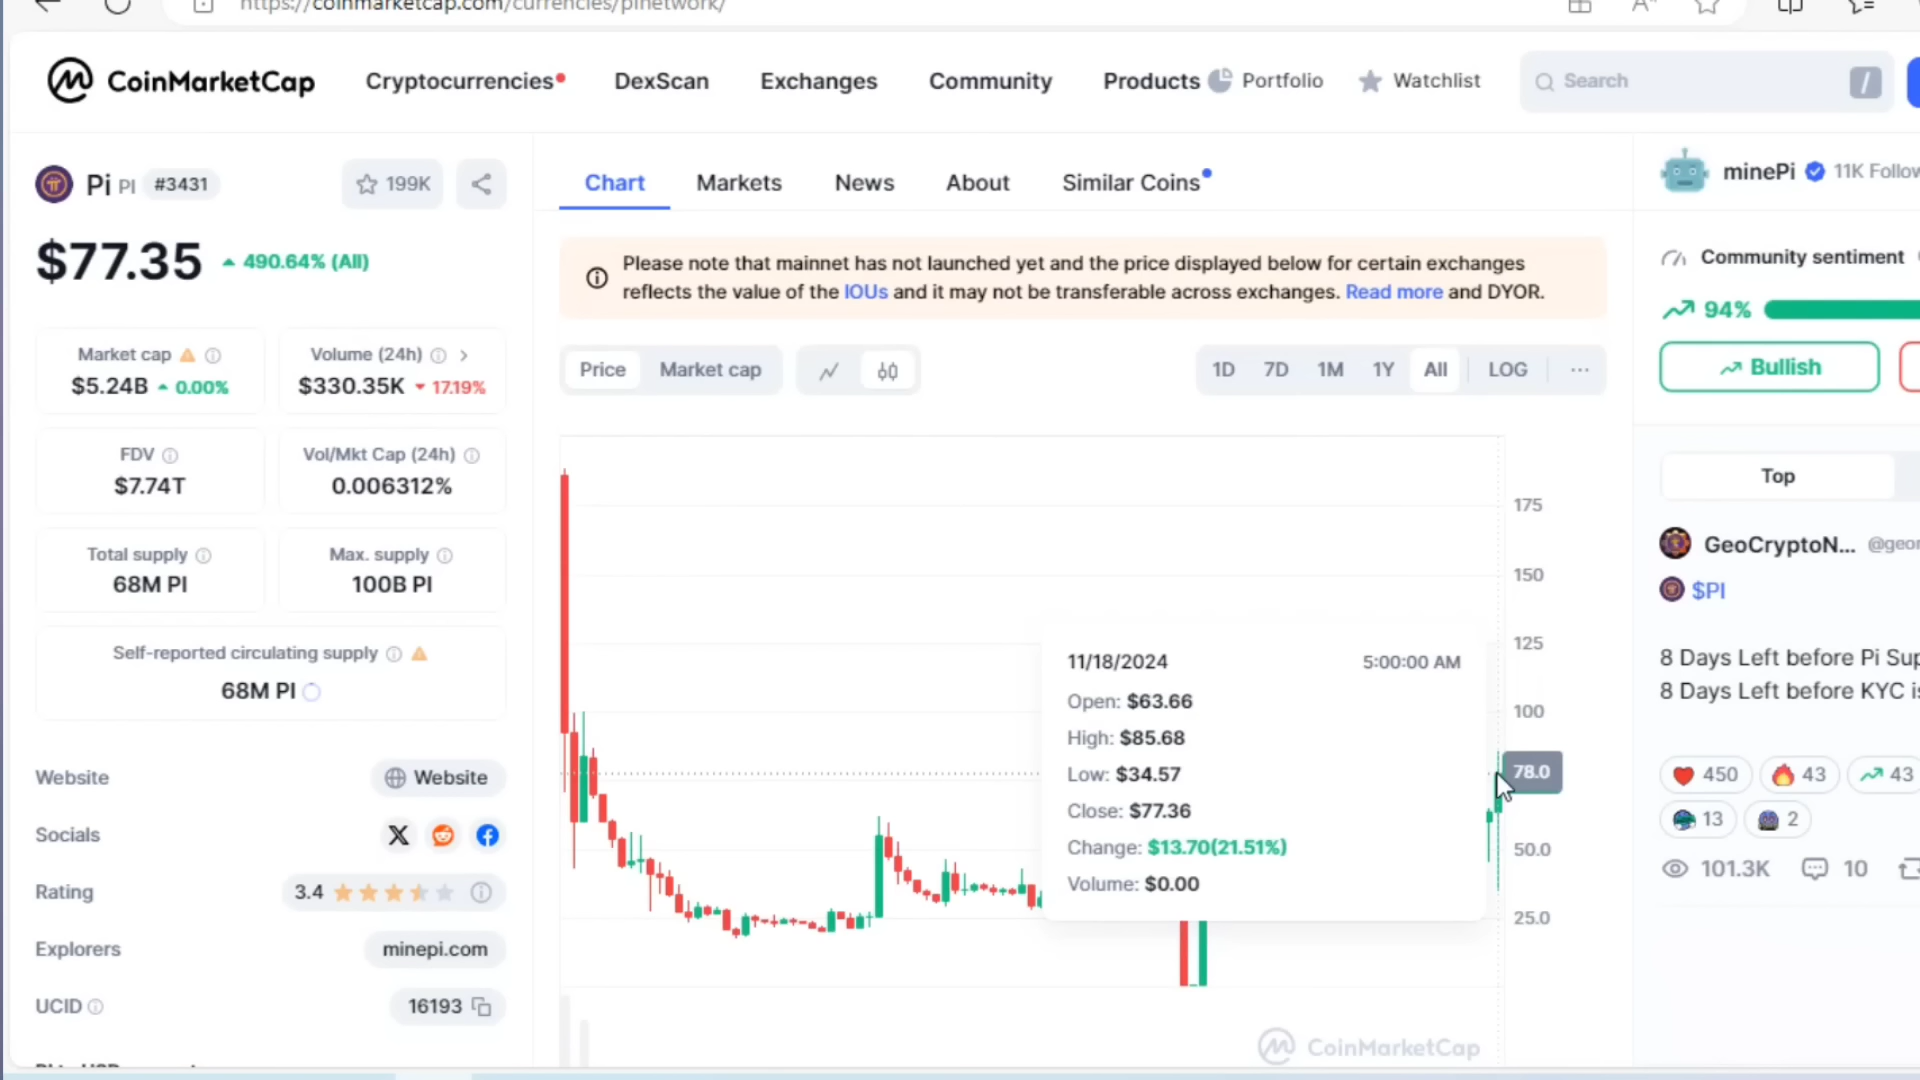 https://coinmarketcap.com/currencies/pinetwork/
CoinMarketCap
Cryptocurrencies
DexScan
Exchanges
Community
Products
Portfolio
Watchlist
Search
/
Pi PI #3431
199K
$77.35
490.64% (All)
Market cap
$5.24B 0.00%
Volume (24h)
$330.35K 17.19%
FDV
$7.74T
Vol/Mkt Cap (24h)
0.006312%
Total supply
68M PI
Max. supply
100B PI
Self-reported circulating supply
68M PI
Website
Website
Socials
Rating
3.4
Explorers
minepi.com
UCID
16193
Chart
Markets
News
About
Similar Coins
Please note that mainnet has not launched yet and the price displayed below for certain exchanges
reflects the value of the IOUs and it may not be transferable across exchanges. Read more and DYOR.
Price
Market cap
1D
7D
1M
1Y
All
LOG
...
175
150
125
100
78.0
50.0
25.0
11/18/2024 5:00:00 AM
Open: $63.66
High: $85.68
Low: $34.57
Close: $77.36
Change: $13.70(21.51%)
Volume: $0.00
CoinMarketCap
minePi 11K Follow
Community sentiment
94%
Bullish
Top
GeoCryptoN... @geor
$PI
8 Days Left before Pi Sup
8 Days Left before KYC is
450
43
43
13
2
101.3K
10